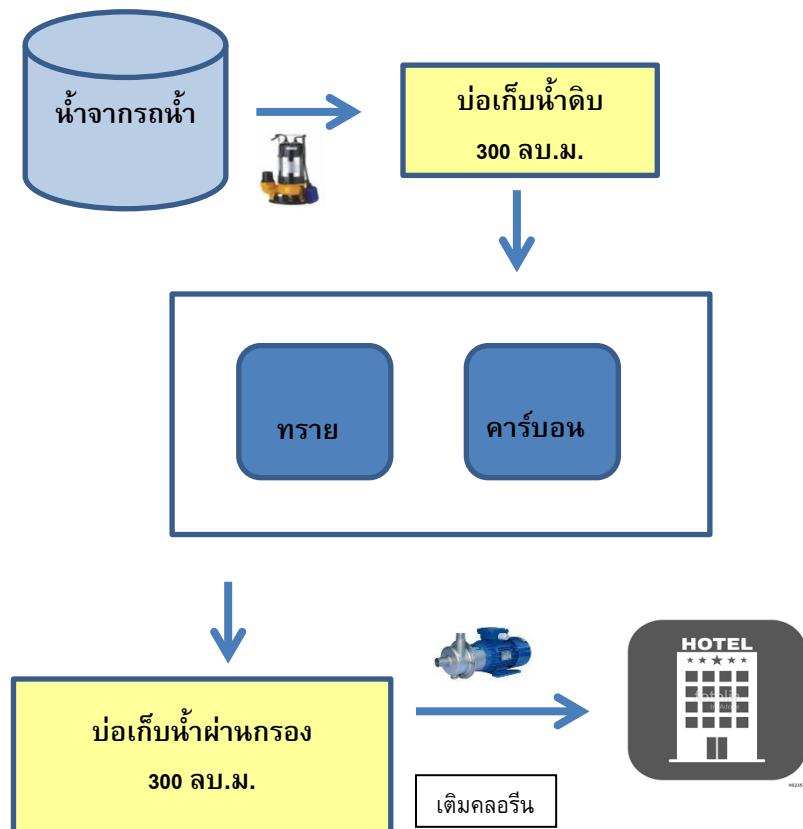 น้ำจากรถน้ำ
บ่อเก็บน้ำดิบ
300 ลบ.ม.
ทราย
คาร์บอน
บ่อเก็บน้ำผ่านกรอง
300 ลบ.ม.
เติมคลอรีน
HOTEL